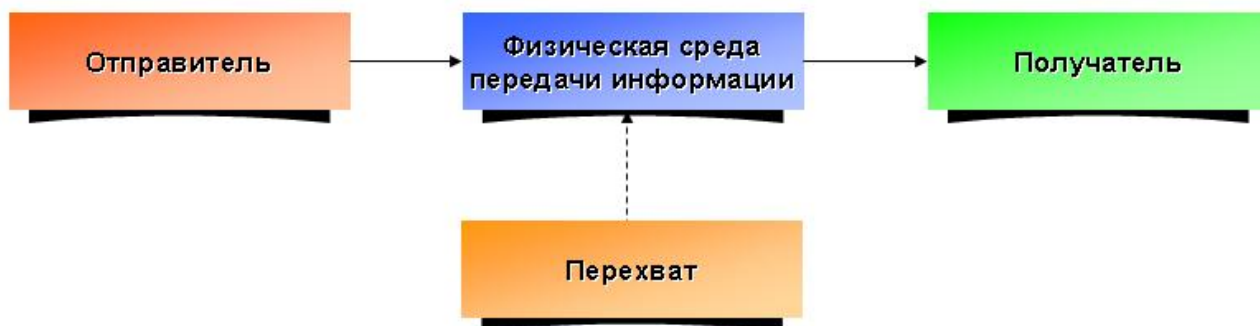 Отправитель
Физическая среда
передачи информации
Получатель
Перехват